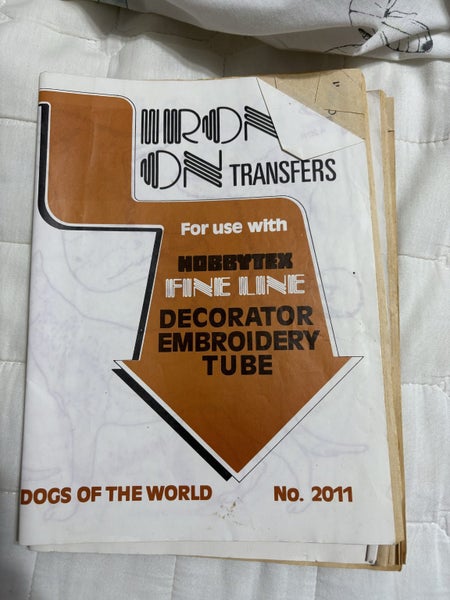 IRON
ON TRANSFERS
For use with
HOBBYTEX
FINE LINE
DECORATOR
EMBROIDERY
TUBE
DOGS OF THE WORLD No. 2011